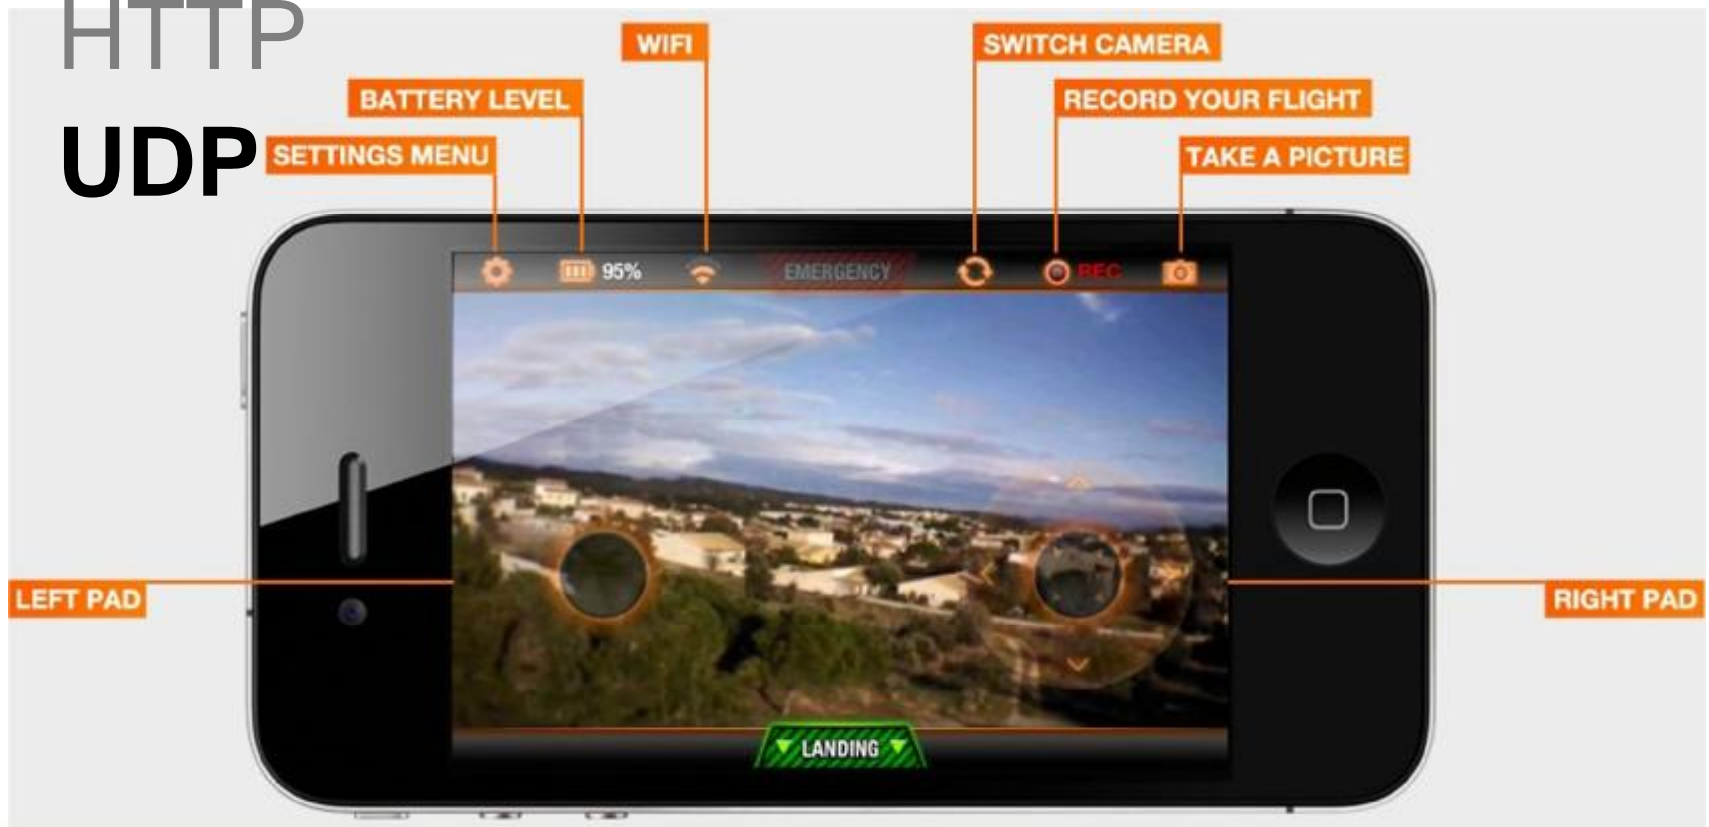 HTTP
UDP
WIFI
SWITCH CAMERA
BATTERY LEVEL
RECORD YOUR FLIGHT
SETTINGS MENU
TAKE A PICTURE
95%
EMERGENCY
REC
LEFT PAD
RIGHT PAD
LANDING